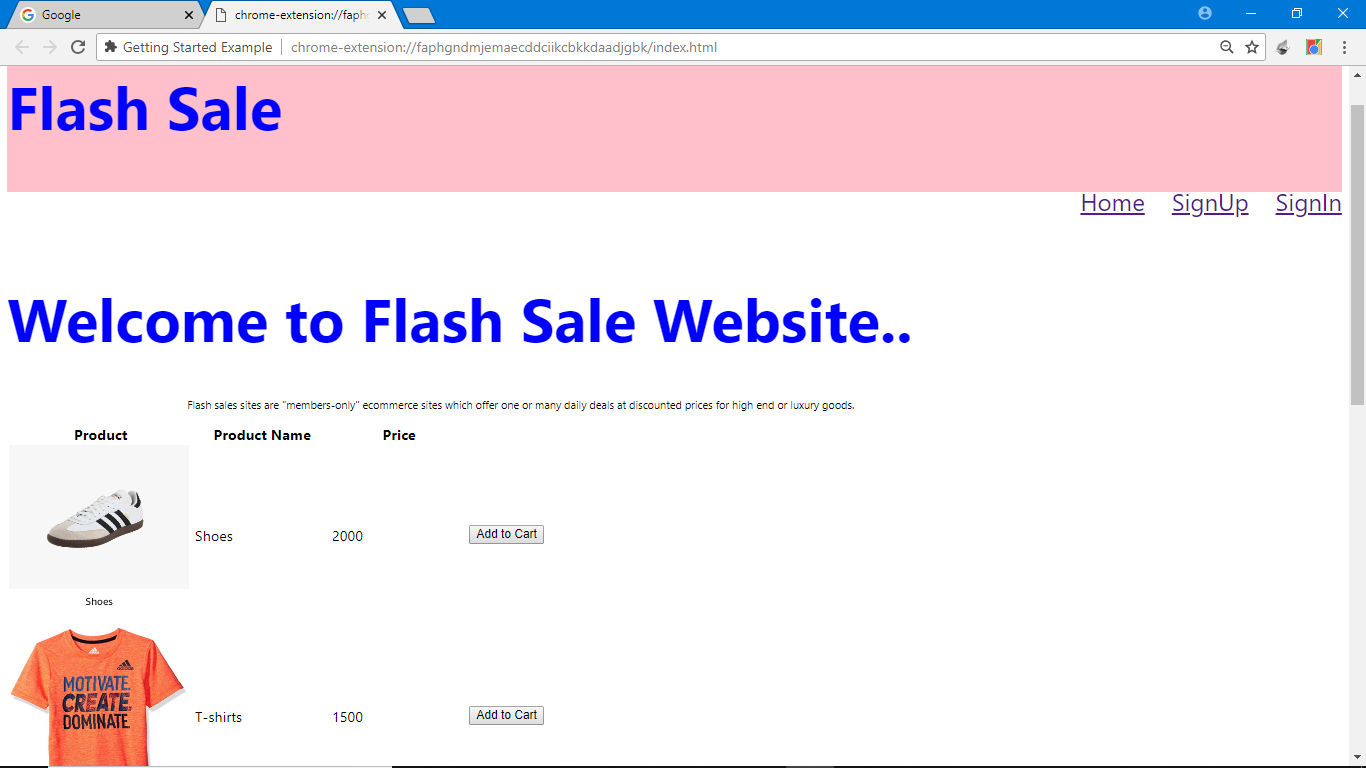 Google
chrome-extension://faphg
Getting Started Example chrome-extension://faphgndmjemaecddciikcbkkdaadjgbk/index.html
Flash Sale
Home SignUp SignIn
Welcome to Flash Sale Website..
Flash sales sites are "members-only" ecommerce sites which offer one or many daily deals at discounted prices for high end or luxury goods.
Product Product Name Price
Shoes 2000 Add to Cart
Shoes
MOTIVATE.
CREATE.
DOMINATE.
T-shirts 1500 Add to Cart